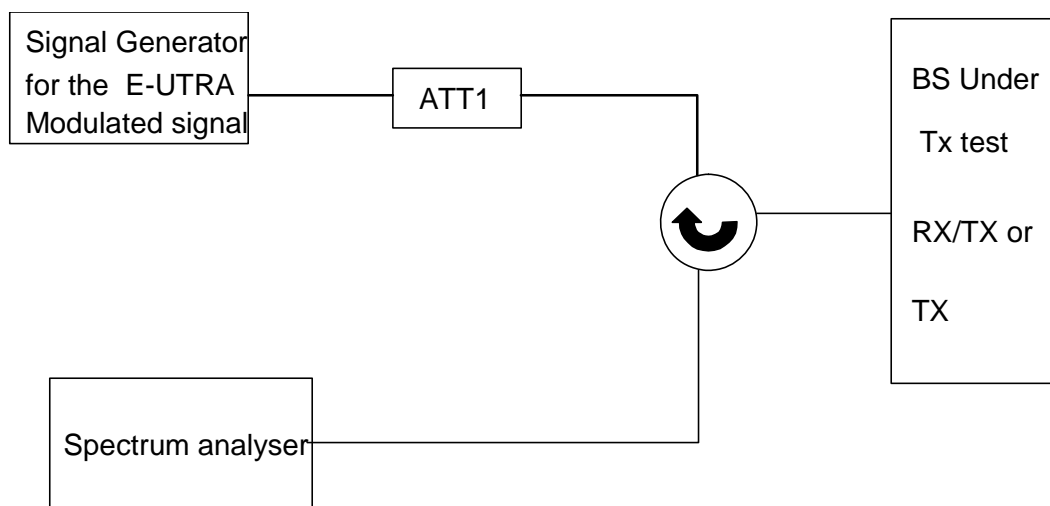 Signal Generator
for the E-UTRA
Modulated signal
ATT1
BS Under
Tx test
RX/TX or
TX
Spectrum analyser